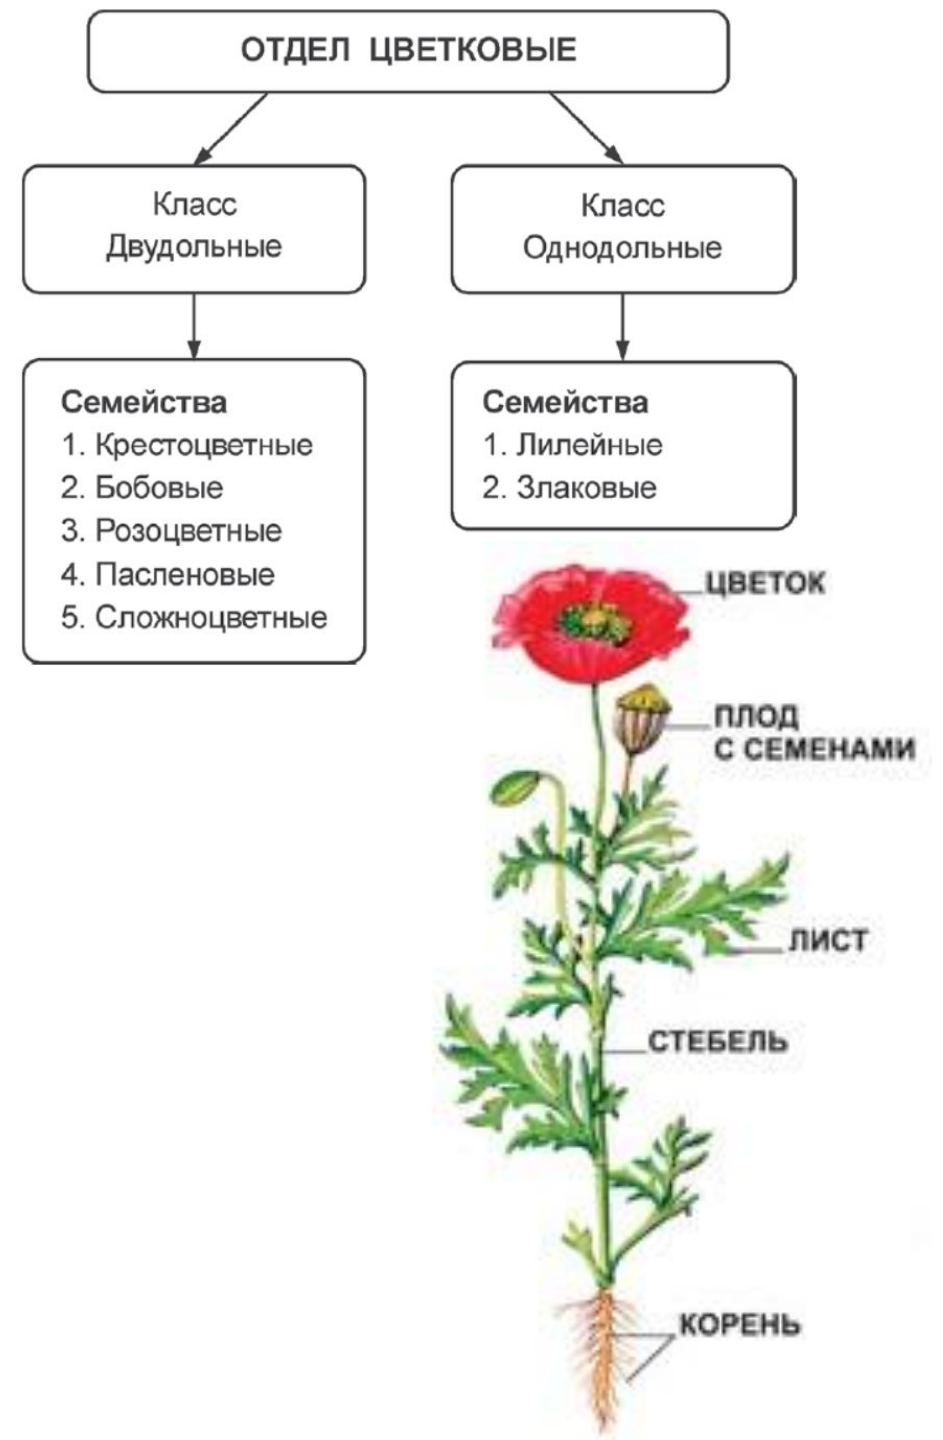 ОТДЕЛ ЦВЕТКОВЫЕ
Класс
Двудольные
Класс
Однодольные
Семейства
1. Крестоцветные
2. Бобовые
3. Розоцветные
4. Пасленовые
5. Сложноцветные
Семейства
1. Лилейные
2. Злаковые
ЦВЕТОК
ПЛОД
С СЕМЕНАМИ
ЛИСТ
СТЕБЕЛЬ
КОРЕНЬ